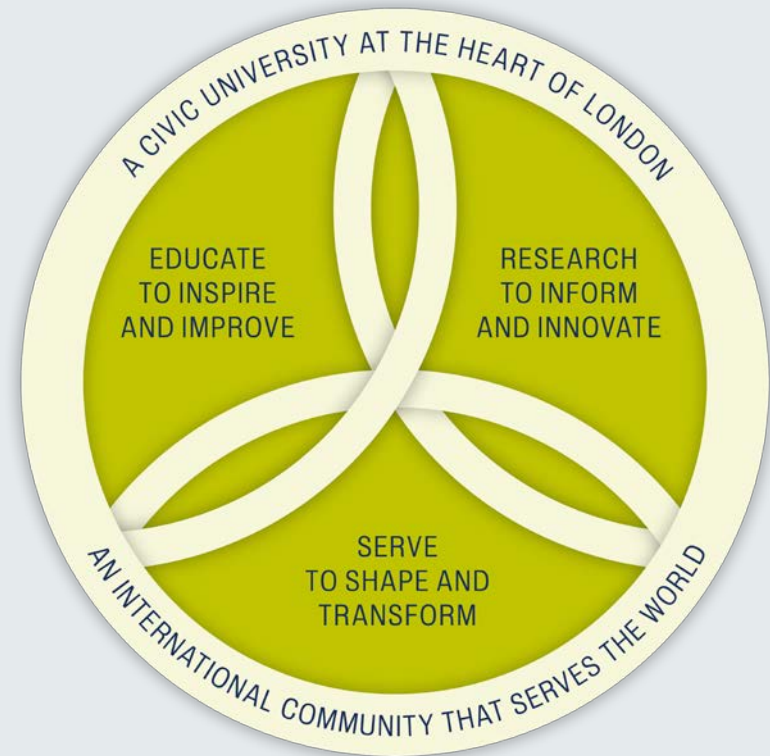 A CIVIC UNIVERSITY AT THE HEART OF LONDON
EDUCATE
TO INSPIRE
AND IMPROVE
RESEARCH
TO INFORM
AND INNOVATE
SERVE
TO SHAPE AND
TRANSFORM
AN INTERNATIONAL COMMUNITY THAT SERVES THE WORLD